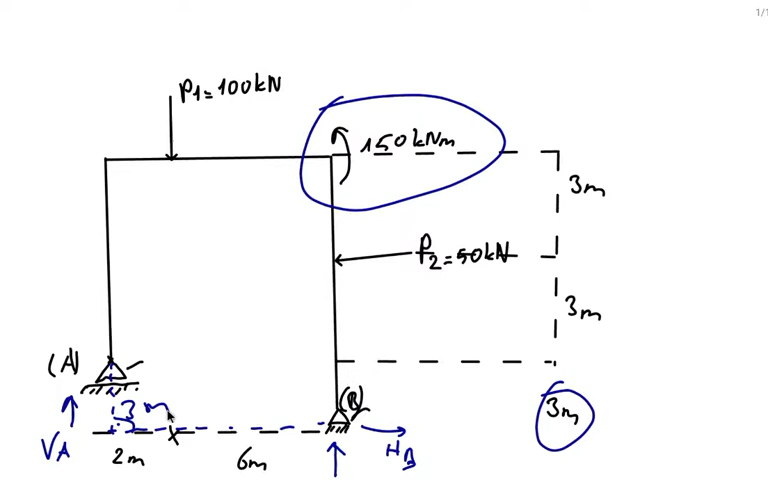 1/1
P1=100kN
150kNm
3m
P2=50kN
3m
(A)
(B)
3m
3m
VA
2m
6m
HB